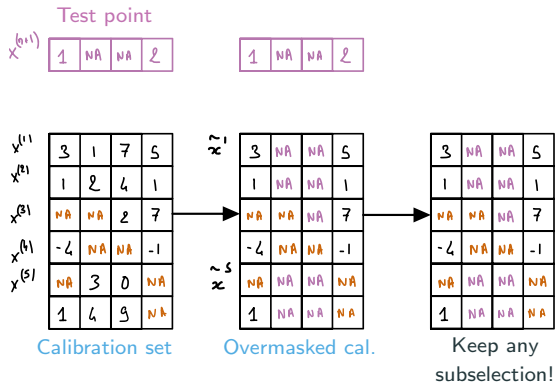 Test point
x^(n+1) 1 NA NA 2 1 NA NA 2
x^(1) 3 1 7 5 x̃^1 3 NA NA 5 3 NA NA 5
x^(2) 1 2 4 1 1 NA NA 1 1 NA NA 1
x^(3) NA NA 2 7 NA NA NA 7 NA NA NA 7
x^(4) -4 NA NA -1 -4 NA NA -1 -4 NA NA -1
x^(5) NA 3 0 NA x̃^5 NA NA NA NA NA NA NA NA
1 4 9 NA 1 NA NA NA 1 NA NA NA
Calibration set Overmasked cal. Keep any
subselection!